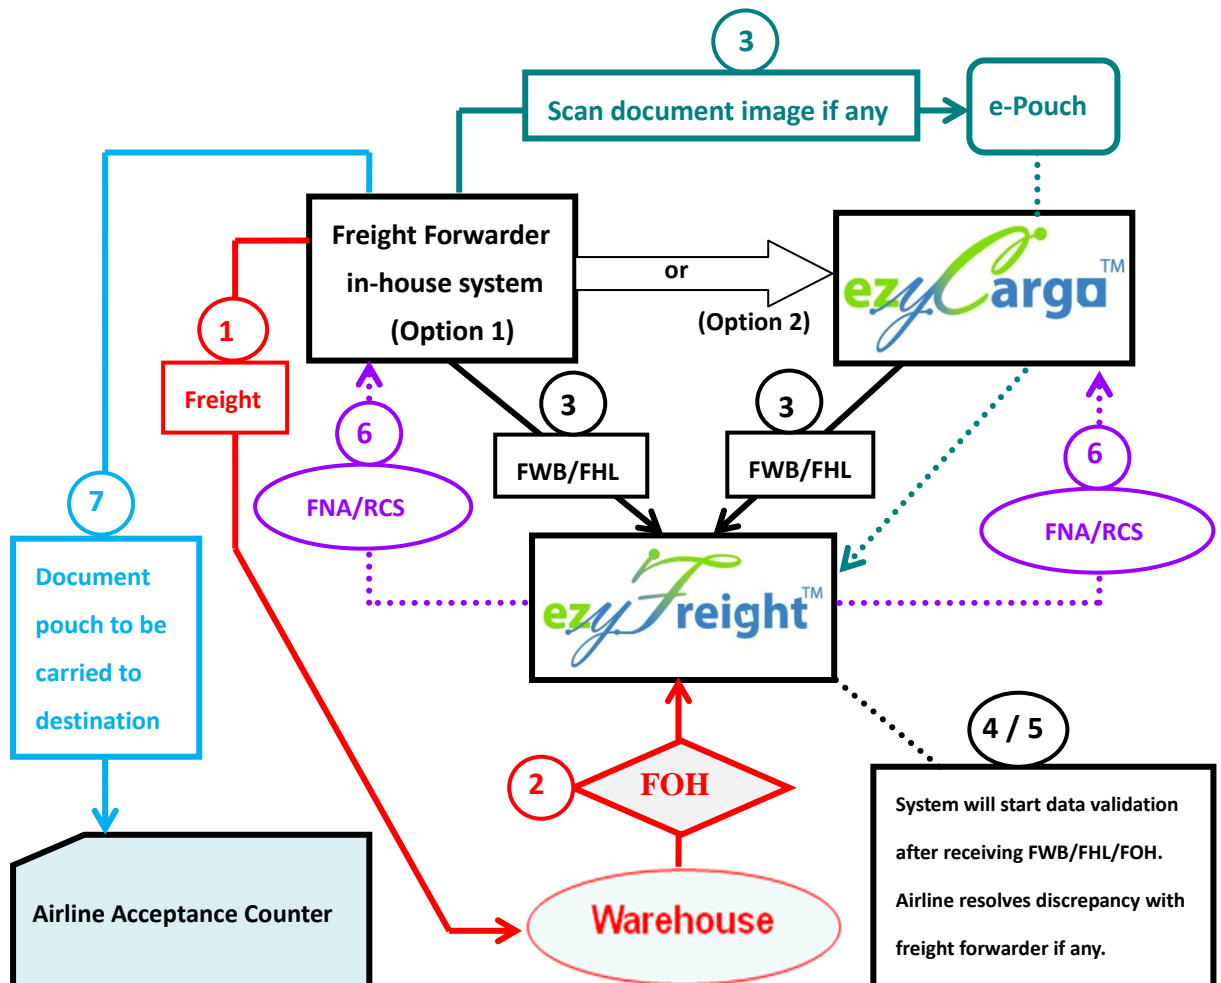 3
Scan document image if any
e-Pouch
Freight Forwarder
in-house system
(Option 1)
or
(Option 2)
ezyCargo™
1
Freight
3
FWB/FHL
3
FWB/FHL
6
FNA/RCS
6
FNA/RCS
7
Document
pouch to be
carried to
destination
ezyFreight™
2
FOH
4 / 5
System will start data validation
after receiving FWB/FHL/FOH.
Airline resolves discrepancy with
freight forwarder if any.
Airline Acceptance Counter
Warehouse